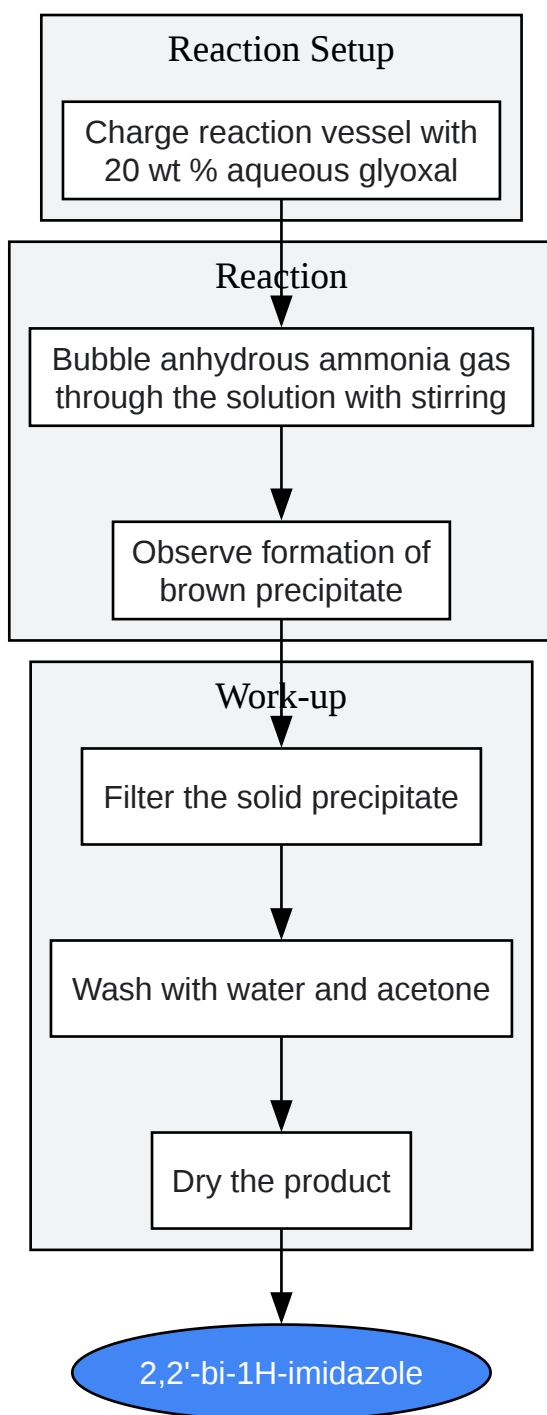 Reaction Setup
Charge reaction vessel with
20 wt % aqueous glyoxal
Reaction
Bubble anhydrous ammonia gas
through the solution with stirring
Observe formation of
brown precipitate
Work-up
Filter the solid precipitate
Wash with water and acetone
Dry the product
2,2'-bi-1H-imidazole